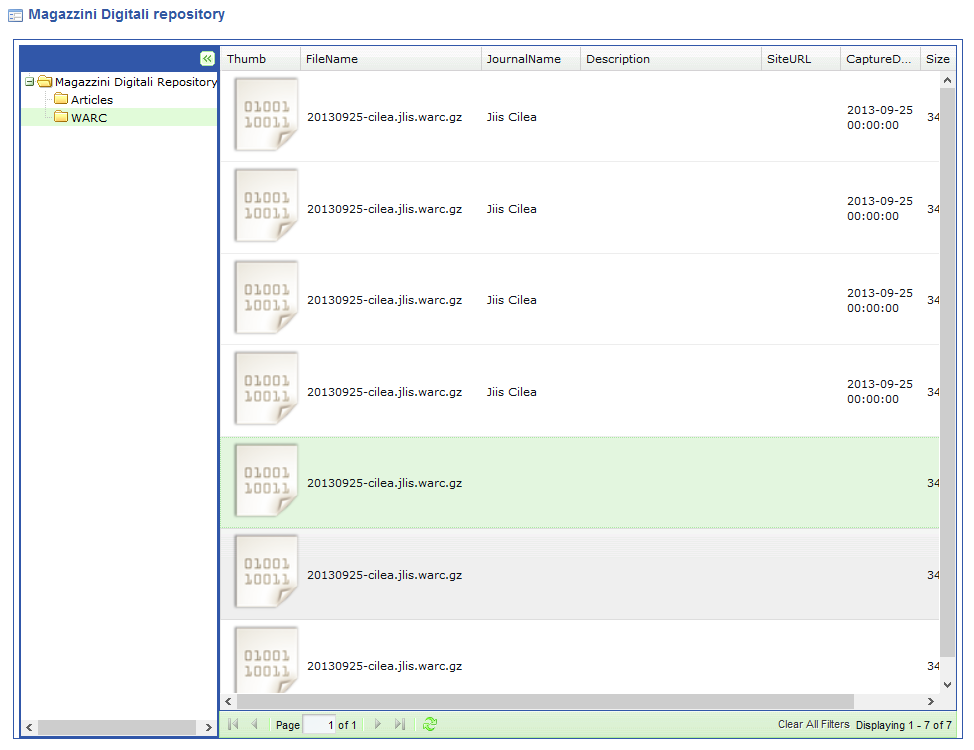 Magazzini Digitali repository
Thumb FileName JournalName Description SiteURL CaptureD... Size
Magazzini Digitali Repository
Articles
WARC
01001
10011
20130925-cilea.jlis.warc.gz Jiis Cilea 2013-09-25 34
00:00:00
01001
10011
20130925-cilea.jlis.warc.gz Jiis Cilea 2013-09-25 34
00:00:00
01001
10011
20130925-cilea.jlis.warc.gz Jiis Cilea 2013-09-25 34
00:00:00
01001
10011
20130925-cilea.jlis.warc.gz Jiis Cilea 2013-09-25 34
00:00:00
01001
10011
20130925-cilea.jlis.warc.gz 34
01001
10011
20130925-cilea.jlis.warc.gz 34
01001
10011
20130925-cilea.jlis.warc.gz 34
Page 1 of 1 Clear All Filters Displaying 1 - 7 of 7